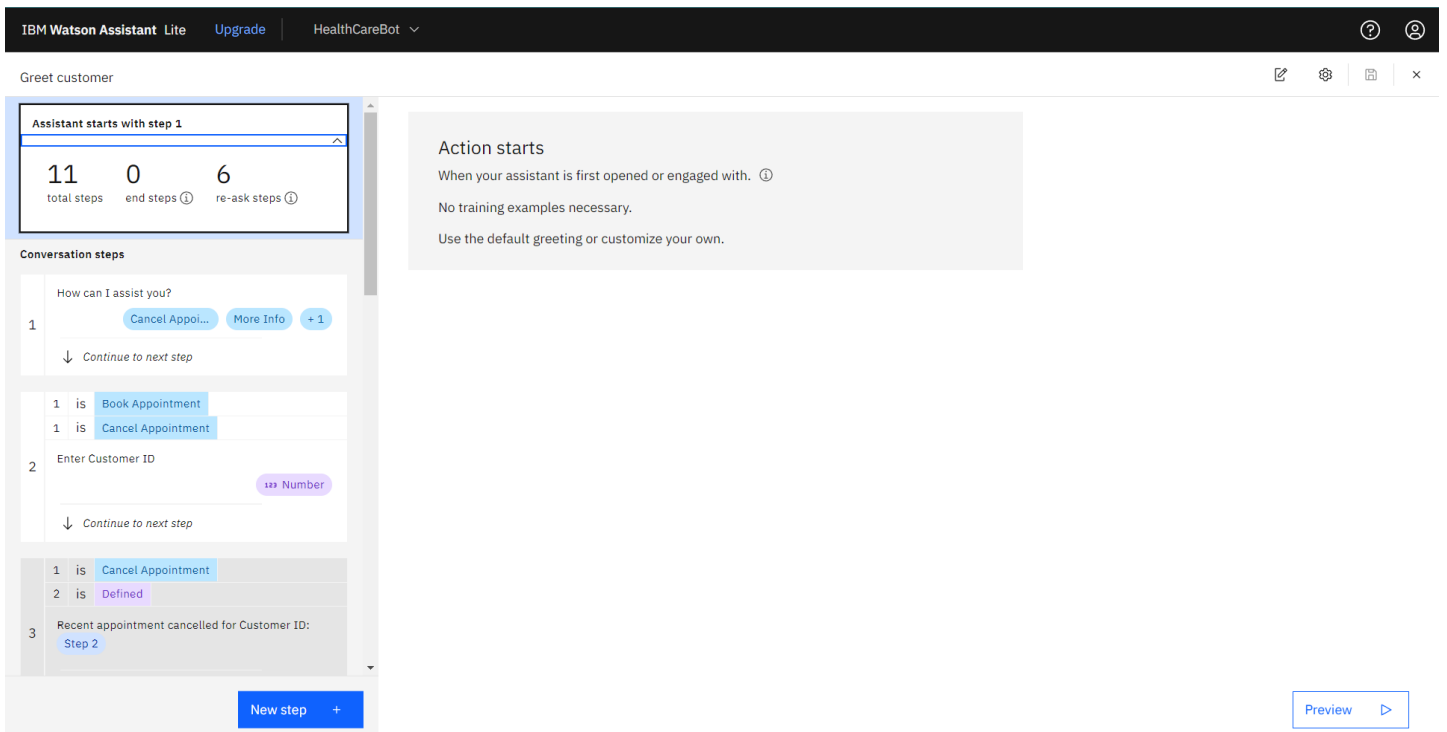 IBM Watson Assistant Lite Upgrade HealthCareBot
Greet customer
Assistant starts with step 1
11 0 6
total steps end steps re-ask steps
Conversation steps
1
How can I assist you?
Cancel Appoi... More Info + 1
Continue to next step
2
1 is Book Appointment
1 is Cancel Appointment
Enter Customer ID
123 Number
Continue to next step
3
1 is Cancel Appointment
2 is Defined
Recent appointment cancelled for Customer ID:
Step 2
New step +
Action starts
When your assistant is first opened or engaged with.
No training examples necessary.
Use the default greeting or customize your own.
Preview